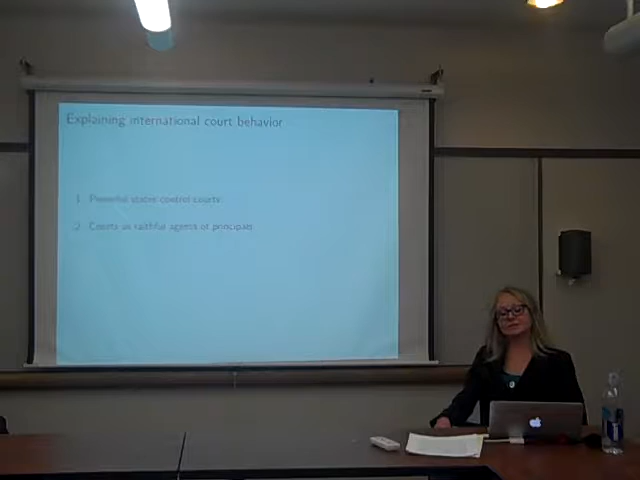 Explaining international court behavior
1. Powerful states control courts
2. Courts as faithful agents of principals